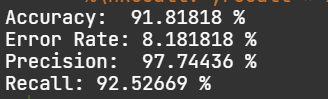 Accuracy:  91.81818 %
Error Rate: 8.181818 %
Precision:  97.74436 %
Recall: 92.52669 %